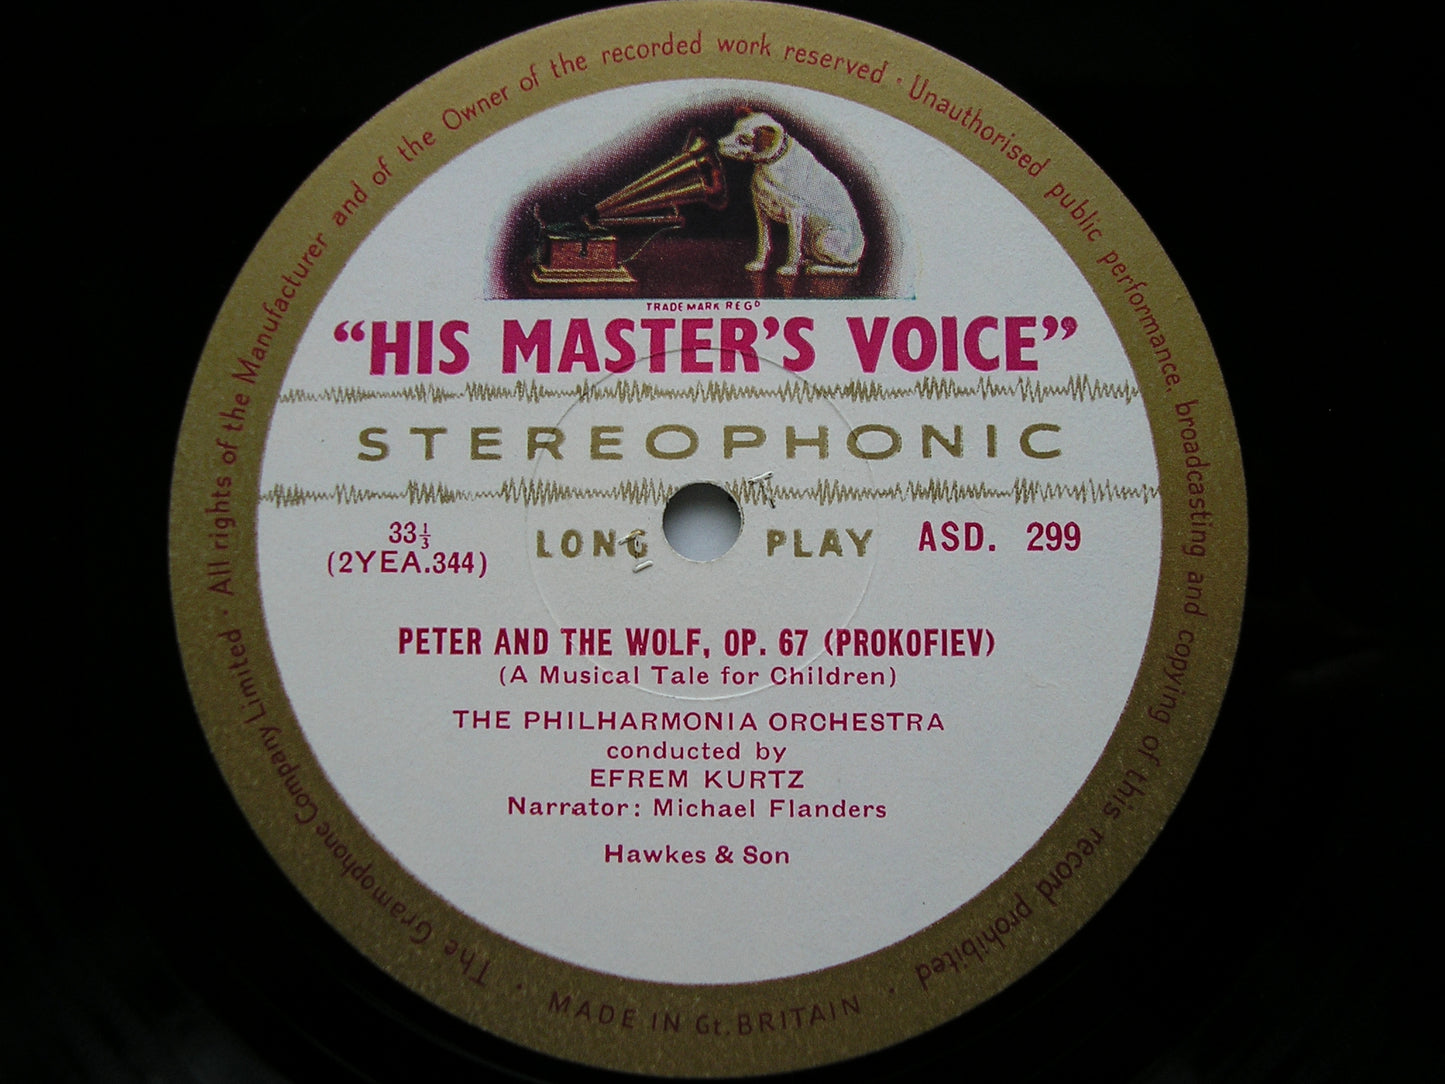 The Gramophone Company Limited · All rights of the Manufacturer and of the Owner of the recorded work reserved · Unauthorised public performance, broadcasting and copying of this record prohibited ·
TRADE MARK REGD
“HIS MASTER’S VOICE”
STEREOPHONIC
33⅓ LONG PLAY ASD. 299
(2YEA.344)
PETER AND THE WOLF, OP. 67 (PROKOFIEV)
(A Musical Tale for Children)
THE PHILHARMONIA ORCHESTRA
conducted by
EFREM KURTZ
Narrator: Michael Flanders
Hawkes & Son
MADE IN Gt. BRITAIN